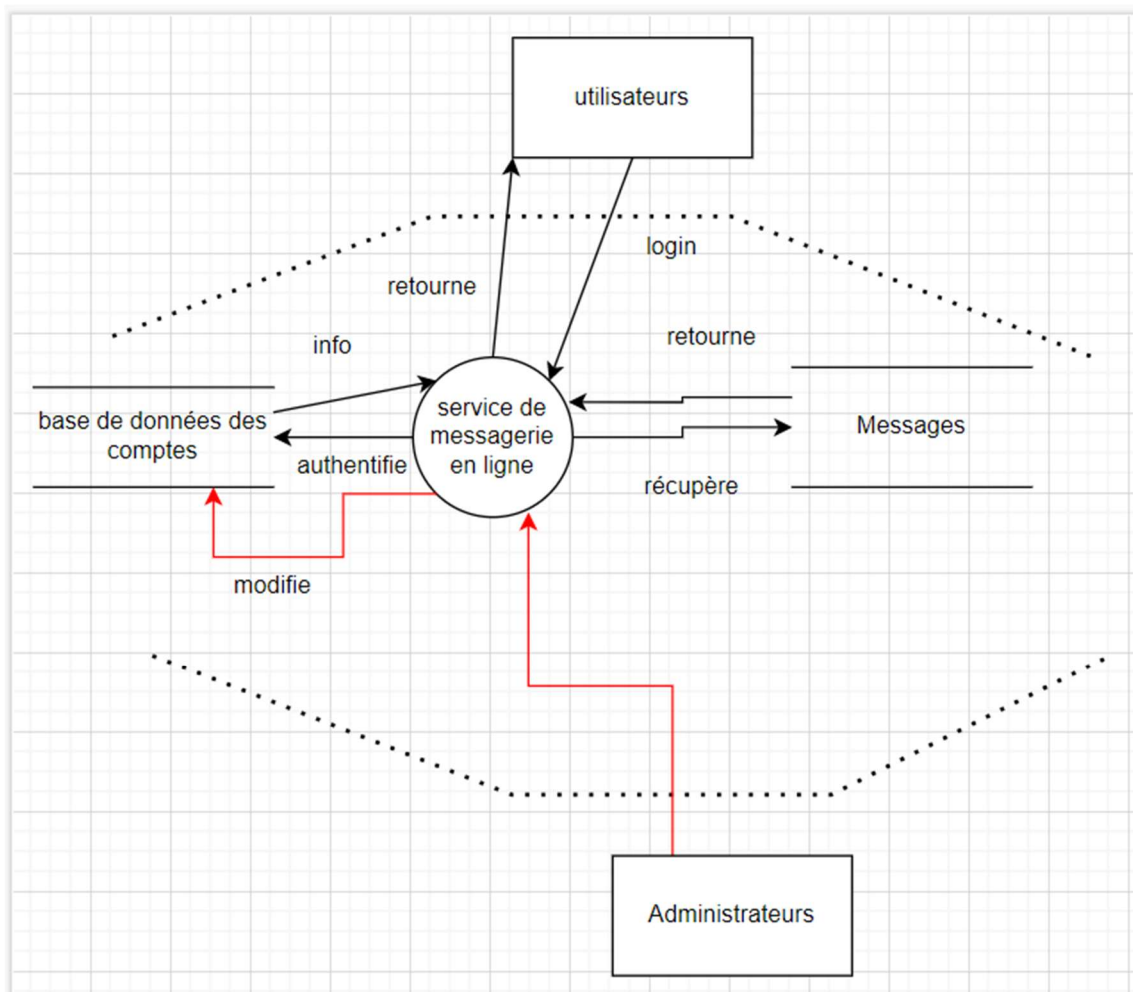 utilisateurs
login
retourne
retourne
info
service de
messagerie
en ligne
base de données des
comptes
Messages
authentifie
récupère
modifie
Administrateurs